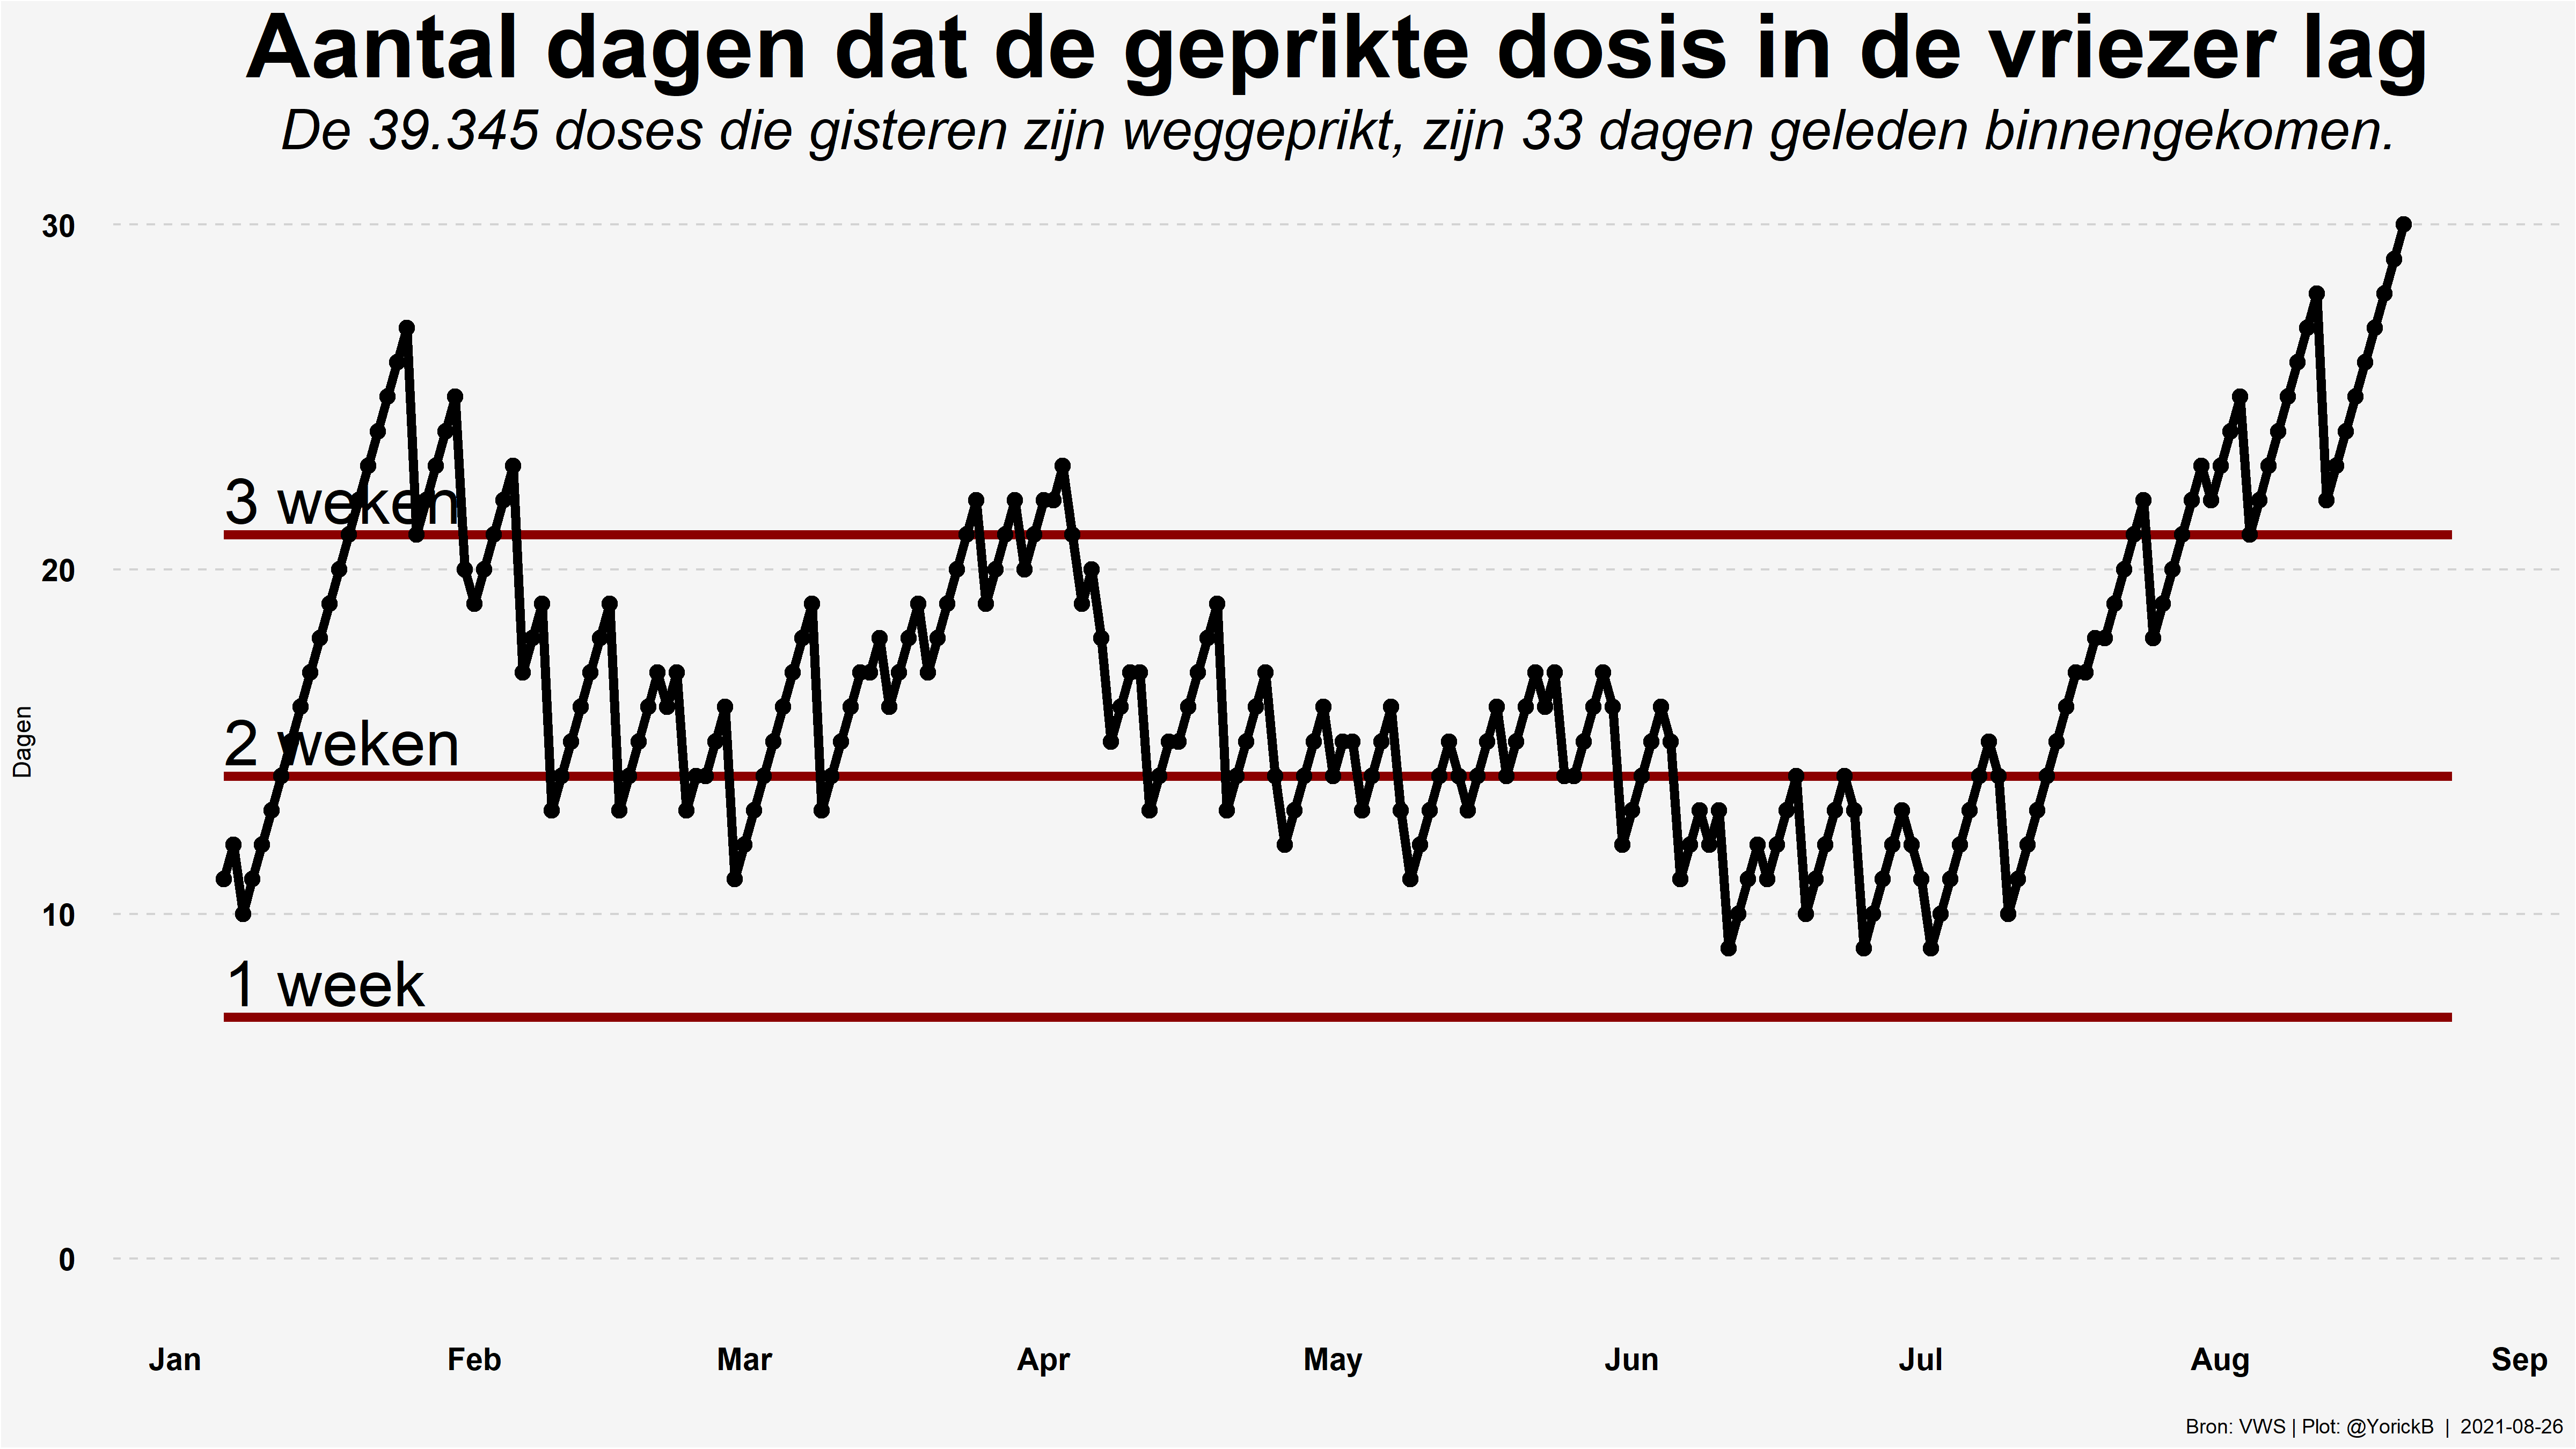 Aantal dagen dat de geprikte dosis in de vriezer lag
De 39.345 doses die gisteren zijn weggeprikt, zijn 33 dagen geleden binnengekomen.
30
3 weken
20
Dagen
2 weken
10
1 week
0
Jan Feb Mar Apr May Jun Jul Aug Sep
Bron: VWS | Plot: @YorickB | 2021-08-26